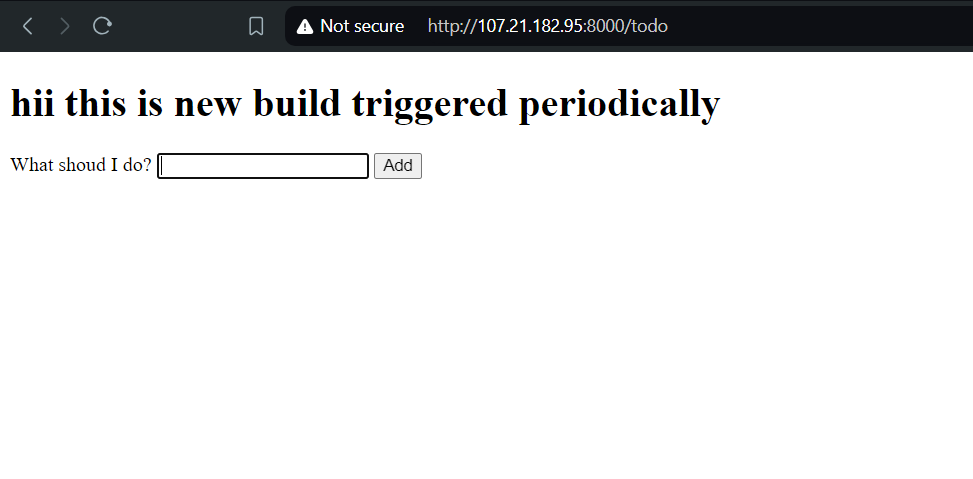 Not secure http://107.21.182.95:8000/todo
hii this is new build triggered periodically
What shoud I do? Add